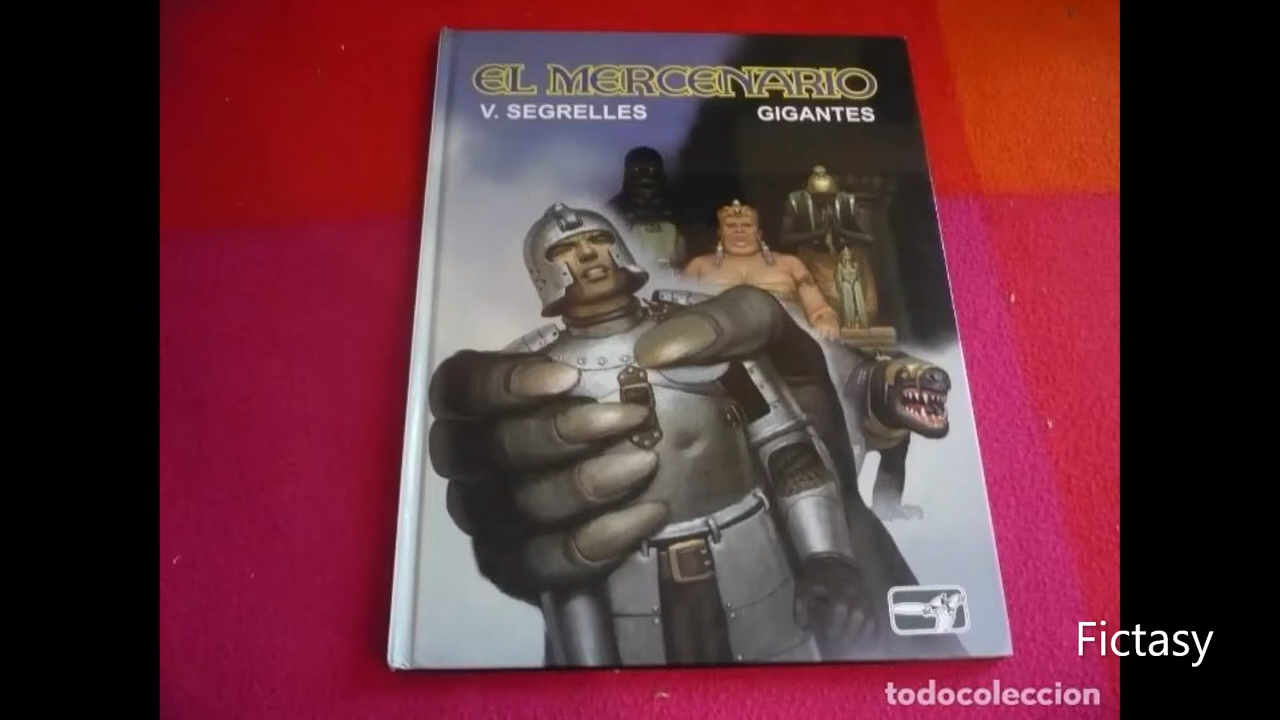 EL MERCENARIO
V. SEGRELLES GIGANTES
Fictasy
todocoleccion